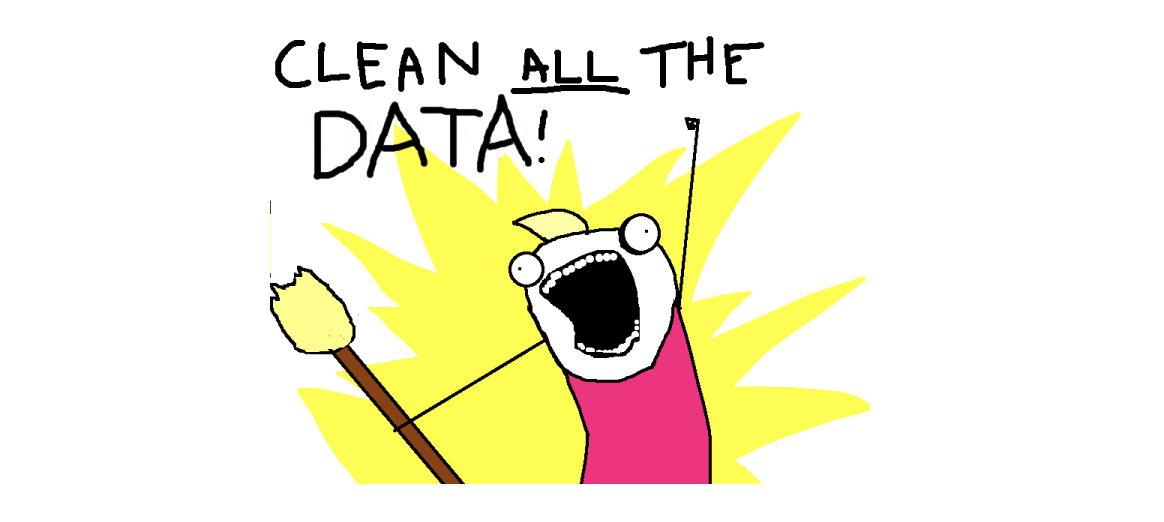 CLEAN ALL THE
DATA!